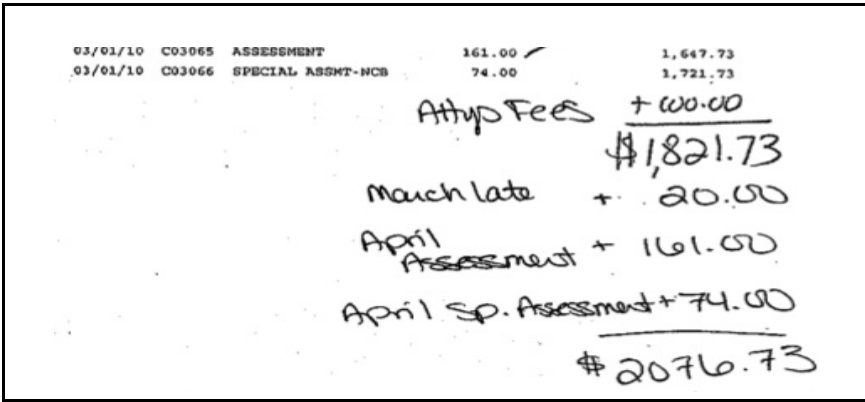 03/01/10 C03065 ASSESSMENT 161.00 1,647.73
03/01/10 C03066 SPECIAL ASSMT-NCB 74.00 1,721.73
Attys Fees + 100.00
$1,821.73
March late + 20.00
April
Assessment + 161.00
April Sp. Assessment + 74.00
$ 2076.73